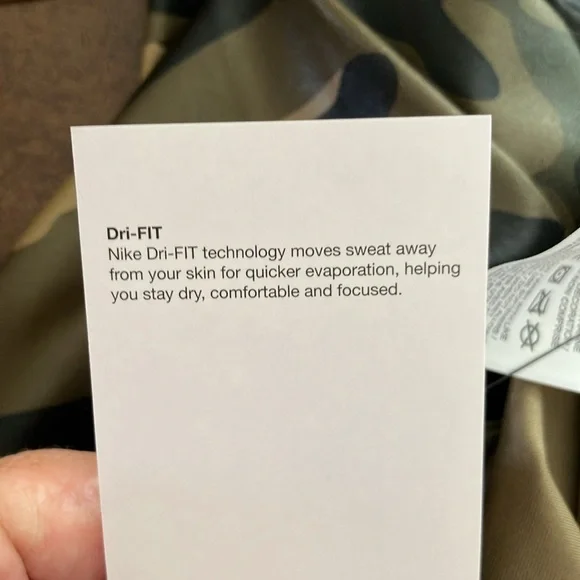 Dri-FIT
Nike Dri-FIT technology moves sweat away
from your skin for quicker evaporation, helping
you stay dry, comfortable and focused.